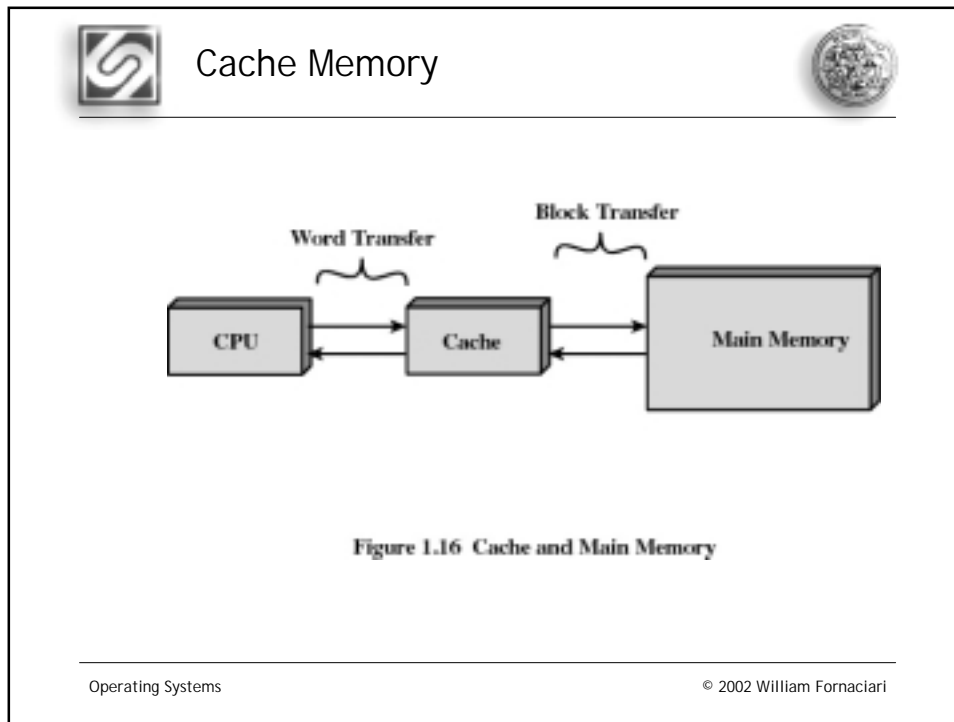 Cache Memory
Block Transfer
Word Transfer
CPU
Cache
Main Memory
Figure 1.16 Cache and Main Memory
Operating Systems
© 2002 William Fornaciari